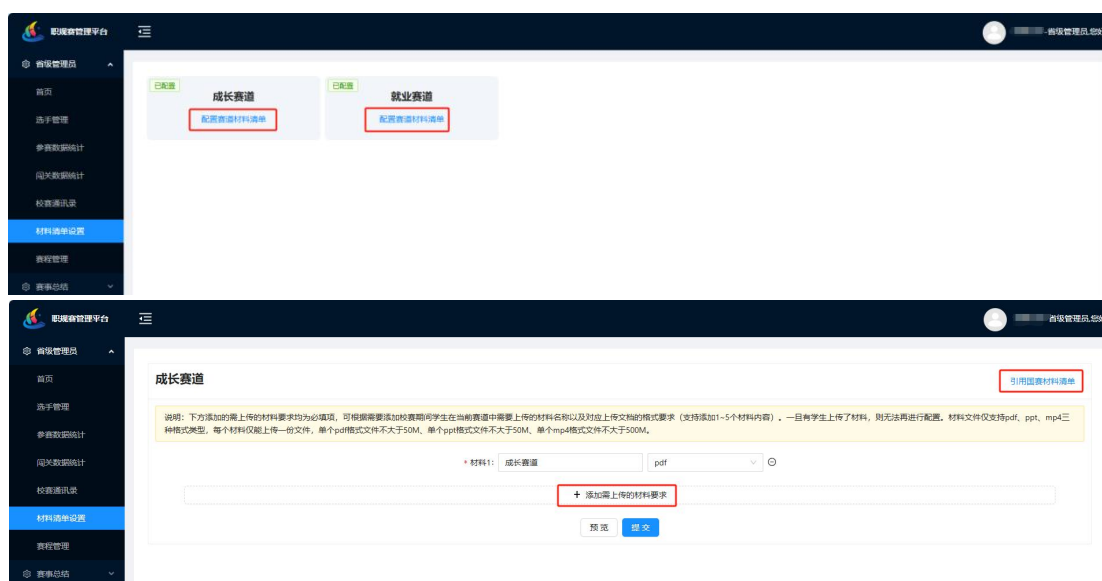 职规赛管理平台
-省级管理员,您好
省级管理员
首页
选手管理
参赛数据统计
闯关数据统计
校赛通讯录
材料清单设置
赛程管理
赛事总结
已配置
成长赛道
配置赛道材料清单
已配置
就业赛道
配置赛道材料清单
职规赛管理平台
省级管理员,您好
省级管理员
首页
选手管理
参赛数据统计
闯关数据统计
校赛通讯录
材料清单设置
赛程管理
赛事总结
成长赛道
引用国赛材料清单
说明：下方添加的需上传的材料要求均为必填项，可根据需要添加校赛期间学生在当前赛道中需要上传的材料名称以及对应上传文档的格式要求（支持添加1~5个材料内容）。一旦有学生上传了材料，则无法再进行配置。材料文件仅支持pdf、ppt、mp4三
种格式类型，每个材料仅能上传一份文件，单个pdf格式文件不大于50M、单个ppt格式文件不大于50M、单个mp4格式文件不大于500M。
* 材料1: 成长赛道 pdf
+ 添加需上传的材料要求
预览 提交